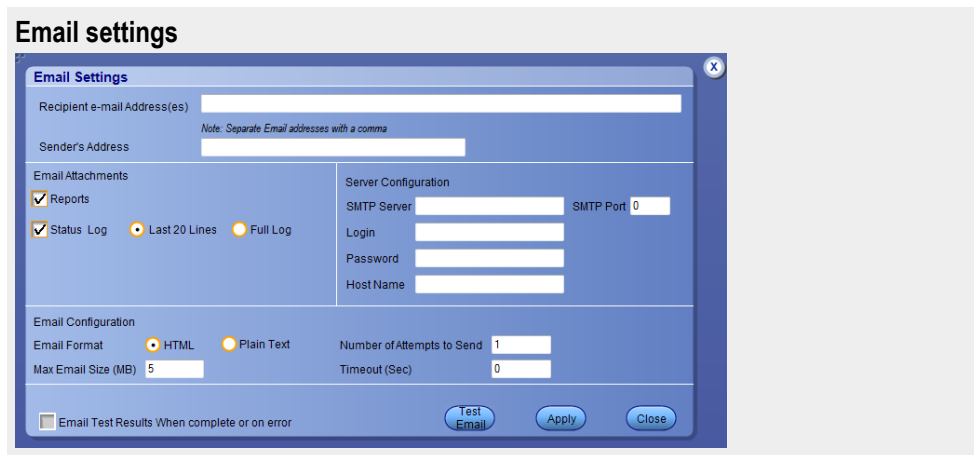 Email settings
X
Email Settings
Recipient e-mail Address(es)
Note: Separate Email addresses with a comma
Sender's Address
Email Attachments
Reports
Status Log Last 20 Lines Full Log
Server Configuration
SMTP Server SMTP Port 0
Login
Password
Host Name
Email Configuration
Email Format HTML Plain Text
Max Email Size (MB) 5
Number of Attempts to Send 1
Timeout (Sec) 0
Email Test Results When complete or on error
Test
Email
Apply
Close